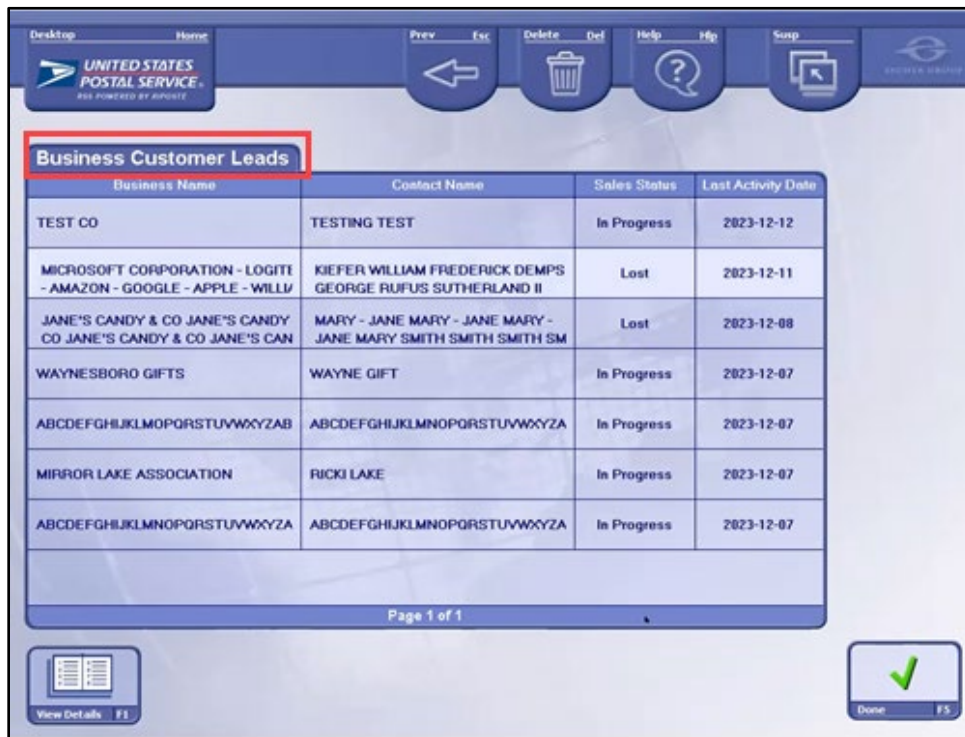 Desktop Home
Prev Esc
Delete Del
Help Hlp
Susp
UNITED STATES
POSTAL SERVICE.
RSS POWERED BY RIPOSTE
ESCHER GROUP
Business Customer Leads
Business Name Contact Name Sales Status Last Activity Date
TEST CO TESTING TEST In Progress 2023-12-12
MICROSOFT CORPORATION - LOGITE KIEFER WILLIAM FREDERICK DEMPS Lost 2023-12-11
- AMAZON - GOOGLE - APPLE - WILLI GEORGE RUFUS SUTHERLAND II
JANE'S CANDY & CO JANE'S CANDY MARY - JANE MARY - JANE MARY - Lost 2023-12-08
CO JANE'S CANDY & CO JANE'S CAN JANE MARY SMITH SMITH SMITH SM
WAYNESBORO GIFTS WAYNE GIFT In Progress 2023-12-07
ABCDEFGHIJKLMOPQRSTUVWXYZAB ABCDEFGHIJKLMNOPQRSTUVWXYZA In Progress 2023-12-07
MIRROR LAKE ASSOCIATION RICKI LAKE In Progress 2023-12-07
ABCDEFGHIJKLMNOPQRSTUVWXYZA ABCDEFGHIJKLMNOPQRSTUVWXYZA In Progress 2023-12-07
Page 1 of 1
View Details F1
Done F5